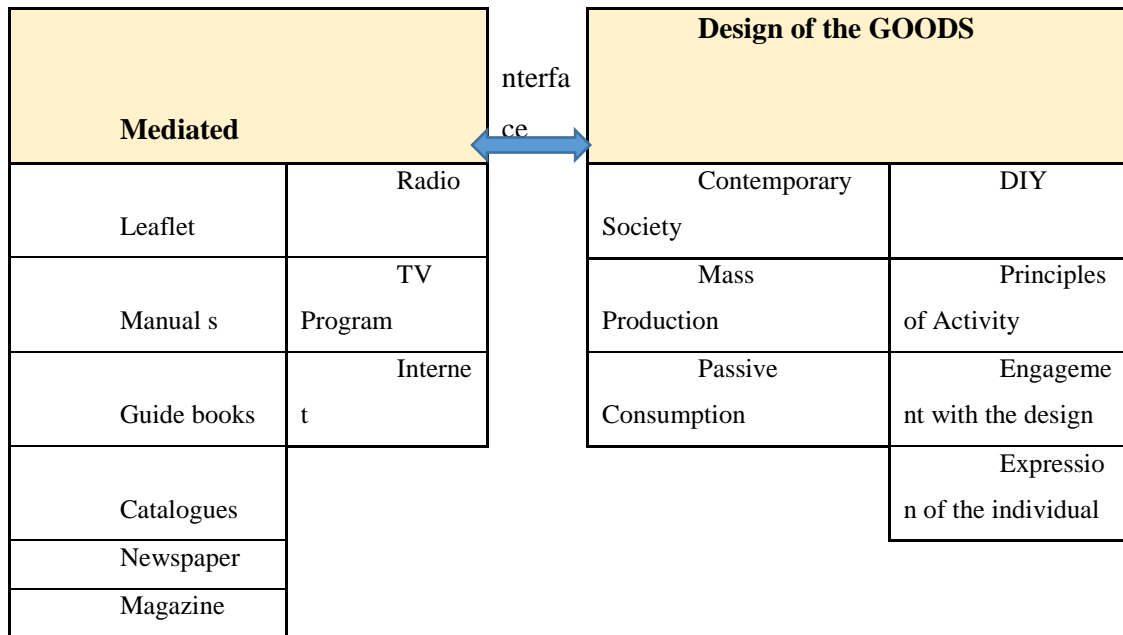 Design of the GOODS
nterfa
ce
Mediated
Radio
Leaflet
Contemporary
Society
DIY
TV
Manual s
Program
Mass
Production
Principles
of Activity
Interne
Guide books
t
Passive
Consumption
Engageme
nt with the design
Catalogues
Expressio
n of the individual
Newspaper
Magazine